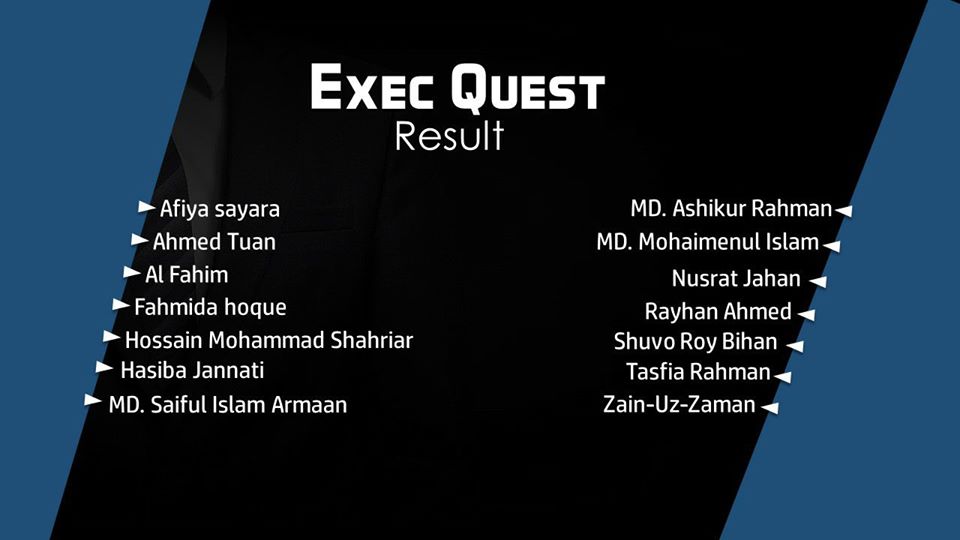 Exec Quest
Result
Afiya sayara
Ahmed Tuan
Al Fahim
Fahmida hoque
Hossain Mohammad Shahriar
Hasiba Jannati
MD. Saiful Islam Armaan
MD. Ashikur Rahman
MD. Mohaimenul Islam
Nusrat Jahan
Rayhan Ahmed
Shuvo Roy Bihan
Tasfia Rahman
Zain-Uz-Zaman